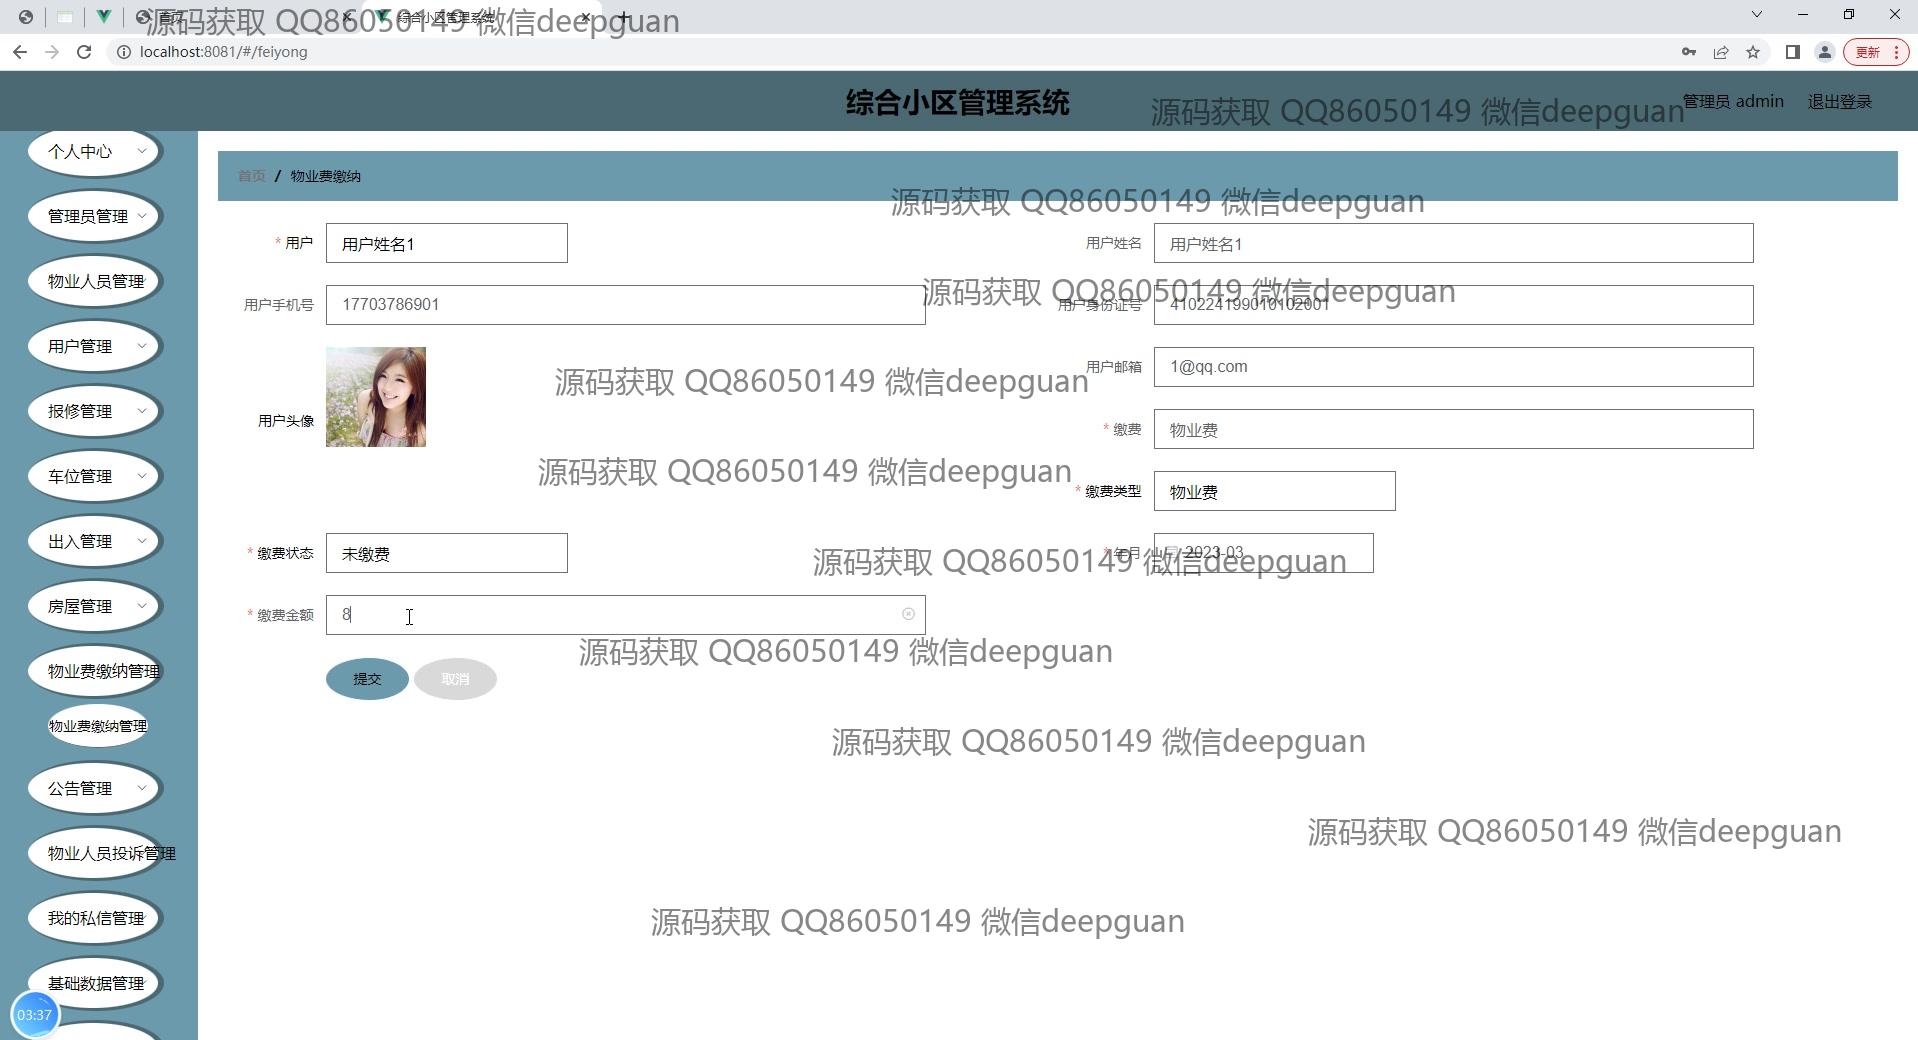 首页
综合小区管理系统
源码获取 QQ86050149 微信deepguan
localhost:8081/#/feiyong
更新
综合小区管理系统
源码获取 QQ86050149 微信deepguan
管理员 admin
退出登录
个人中心
管理员管理
物业人员管理
用户管理
报修管理
车位管理
出入管理
房屋管理
物业费缴纳管理
物业费缴纳管理
公告管理
物业人员投诉管理
我的私信管理
基础数据管理
03:37
首页 / 物业费缴纳
源码获取 QQ86050149 微信deepguan
* 用户 用户姓名1
用户姓名 用户姓名1
源码获取 QQ86050149 微信deepguan
用户手机号 17703786901
用户身份证号 410224199010102001
用户头像
源码获取 QQ86050149 微信deepguan
用户邮箱 1@qq.com
* 缴费 物业费
源码获取 QQ86050149 微信deepguan
* 缴费类型 物业费
* 缴费状态 未缴费
* 年月 2023-03
源码获取 QQ86050149 微信deepguan
* 缴费金额 8
源码获取 QQ86050149 微信deepguan
提交 取消
源码获取 QQ86050149 微信deepguan
源码获取 QQ86050149 微信deepguan
源码获取 QQ86050149 微信deepguan